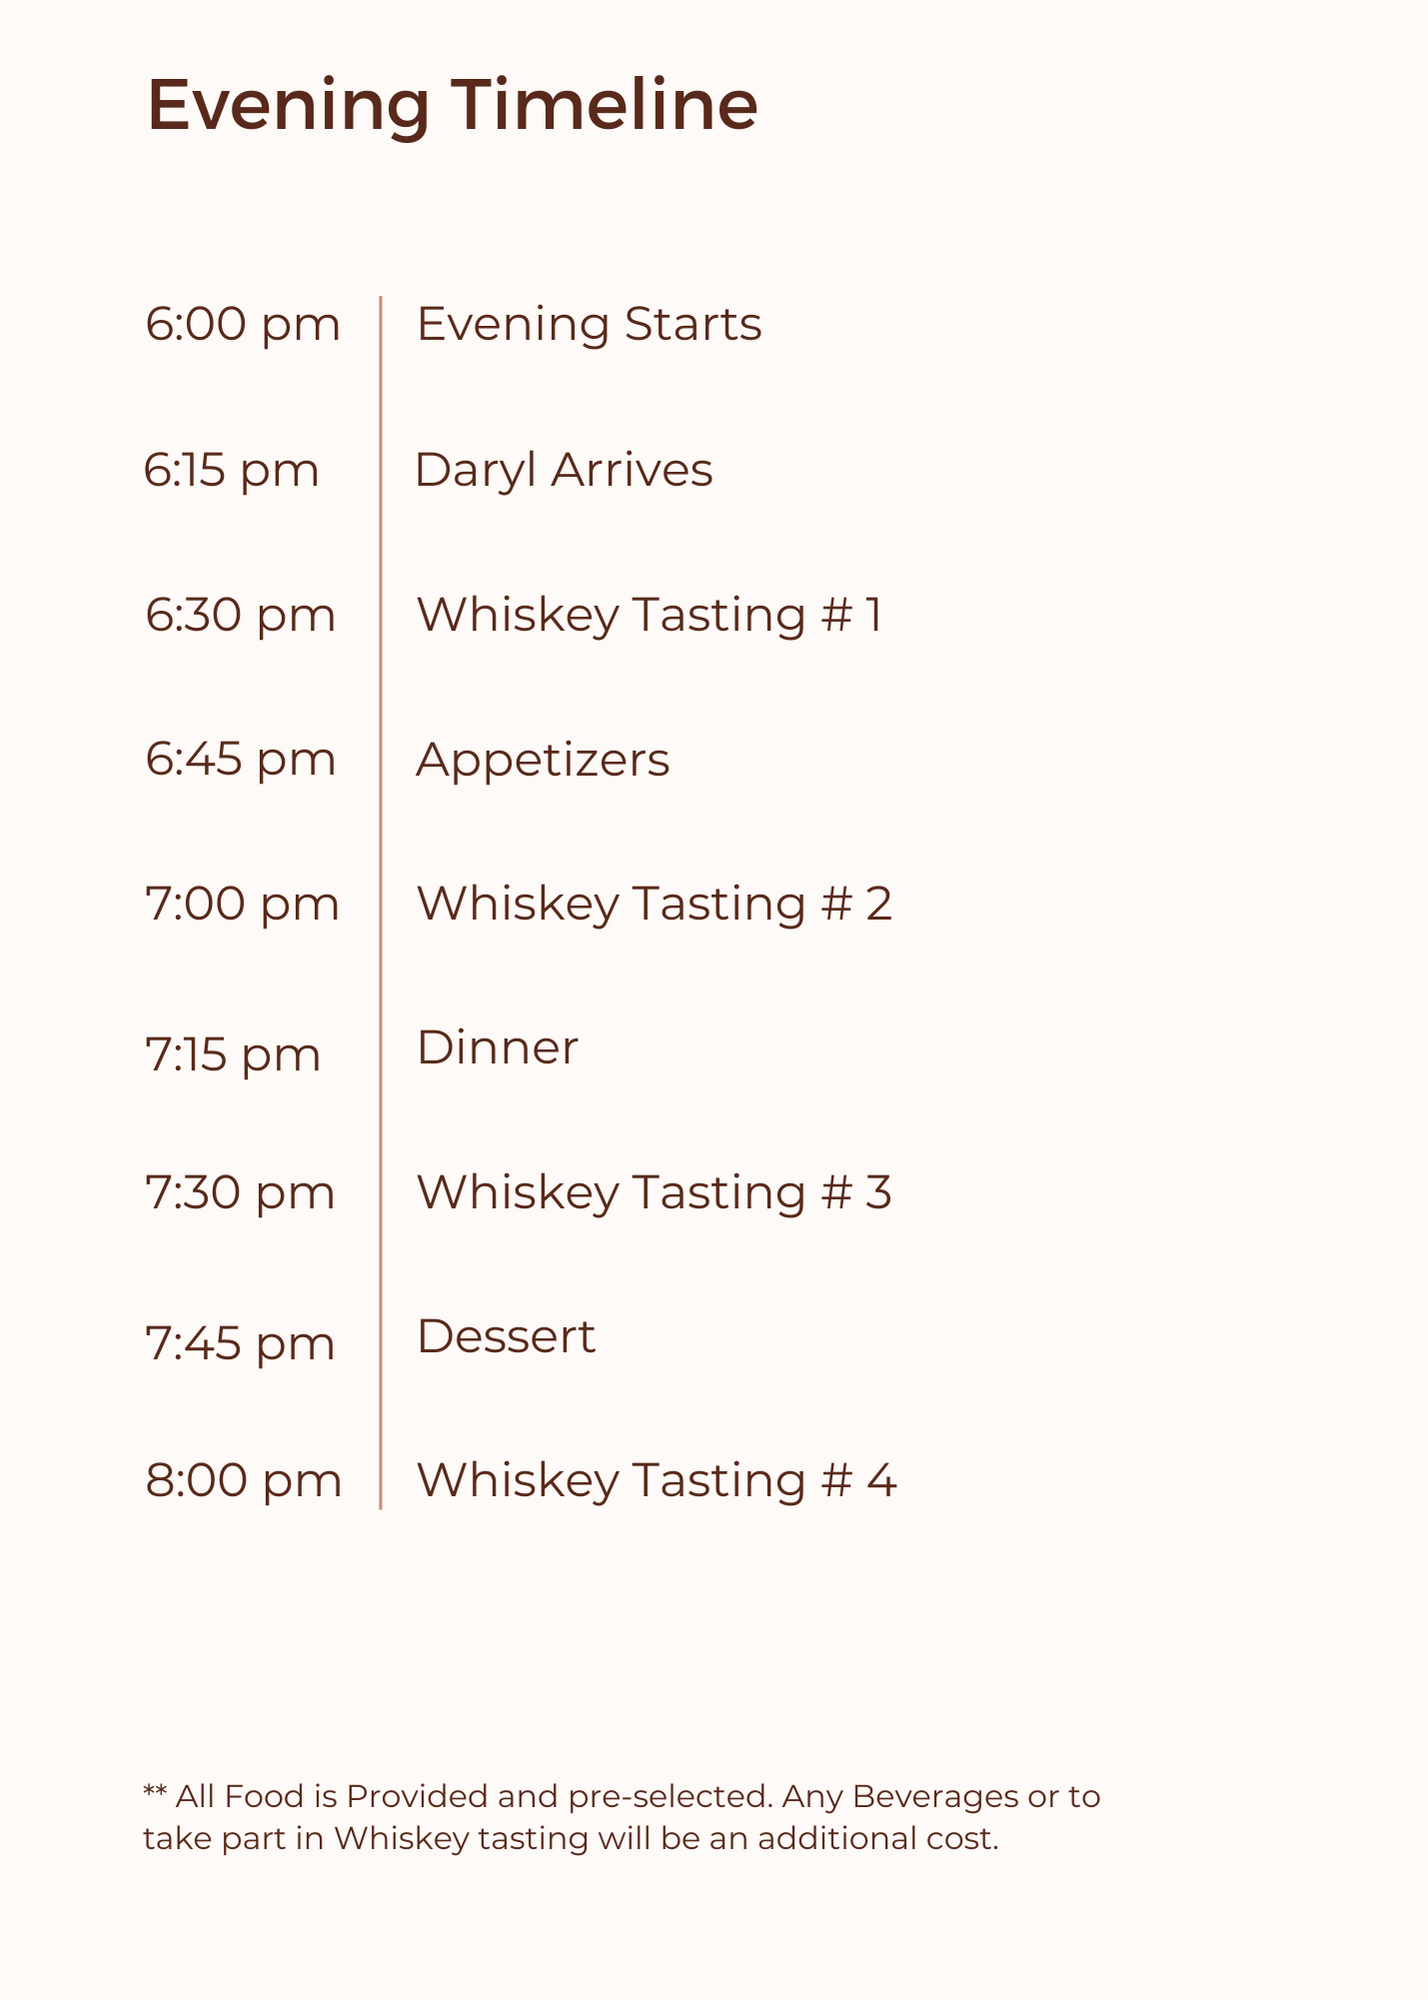 Evening Timeline
6:00 pm Evening Starts
6:15 pm Daryl Arrives
6:30 pm Whiskey Tasting # 1
6:45 pm Appetizers
7:00 pm Whiskey Tasting # 2
7:15 pm Dinner
7:30 pm Whiskey Tasting # 3
7:45 pm Dessert
8:00 pm Whiskey Tasting # 4
** All Food is Provided and pre-selected. Any Beverages or to
take part in Whiskey tasting will be an additional cost.